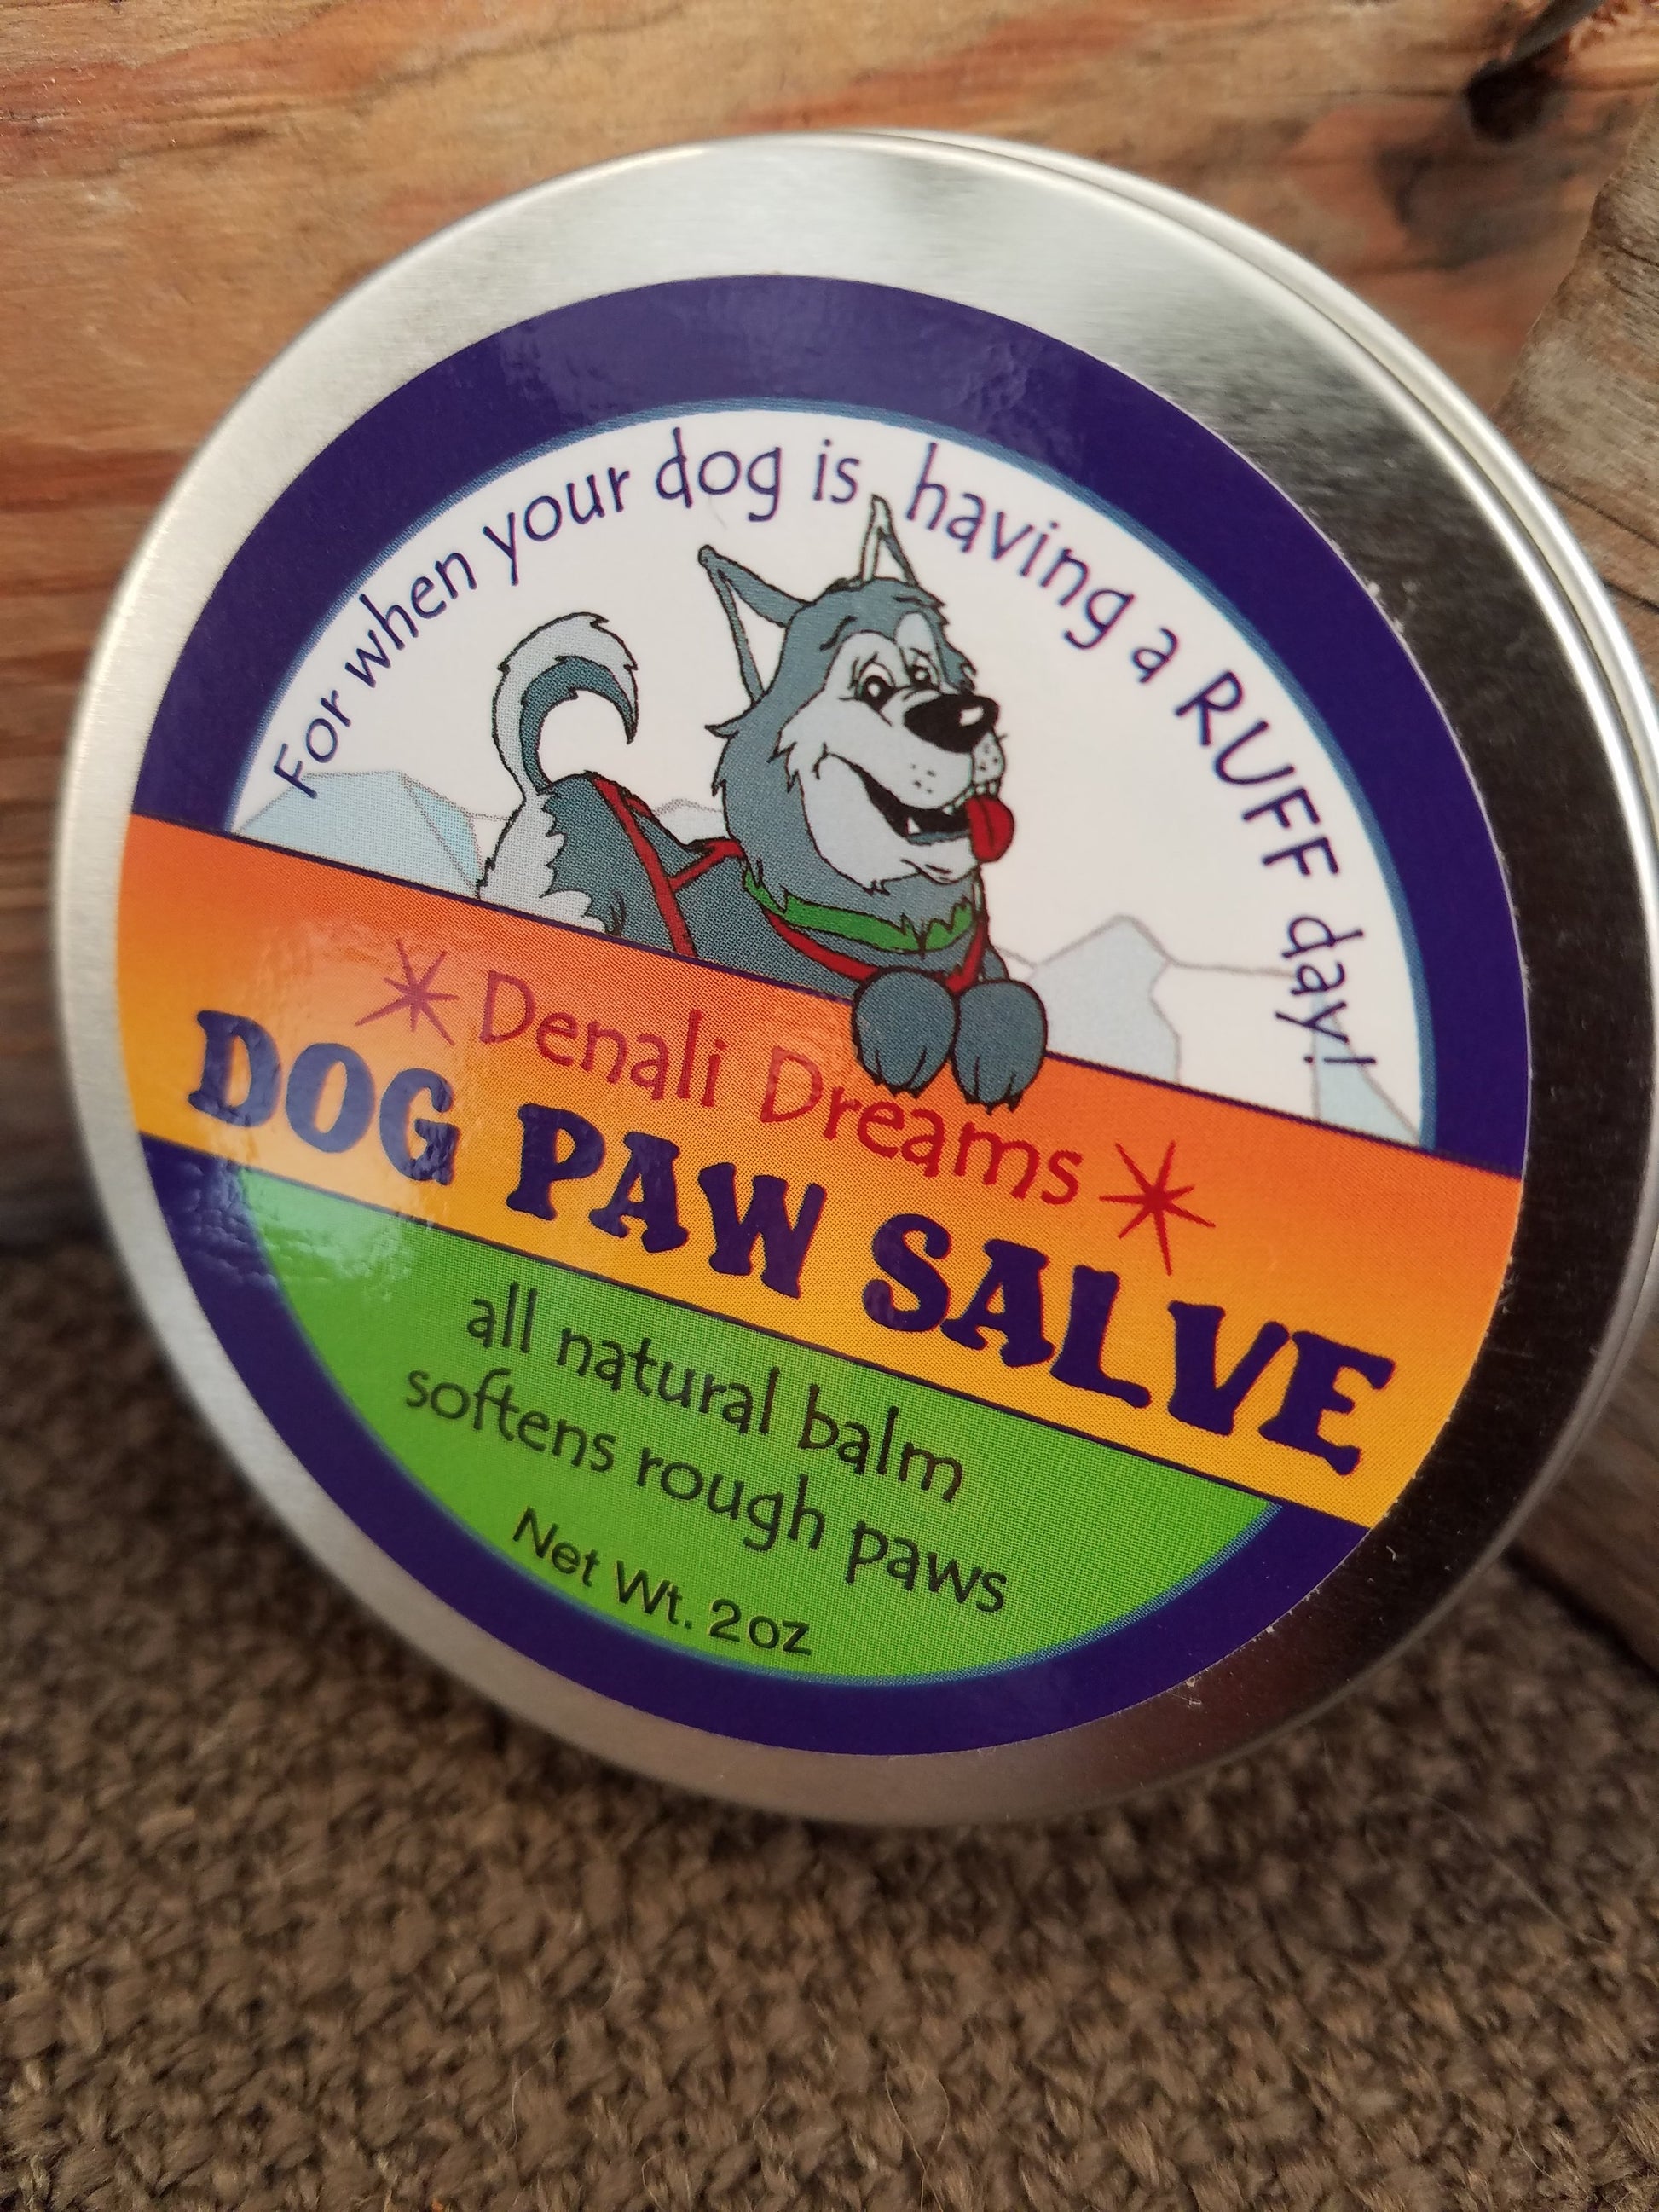 For when your dog is having a RUFF day!
Denali Dreams
DOG PAW SALVE
all natural balm
softens rough paws
Net Wt. 2oz